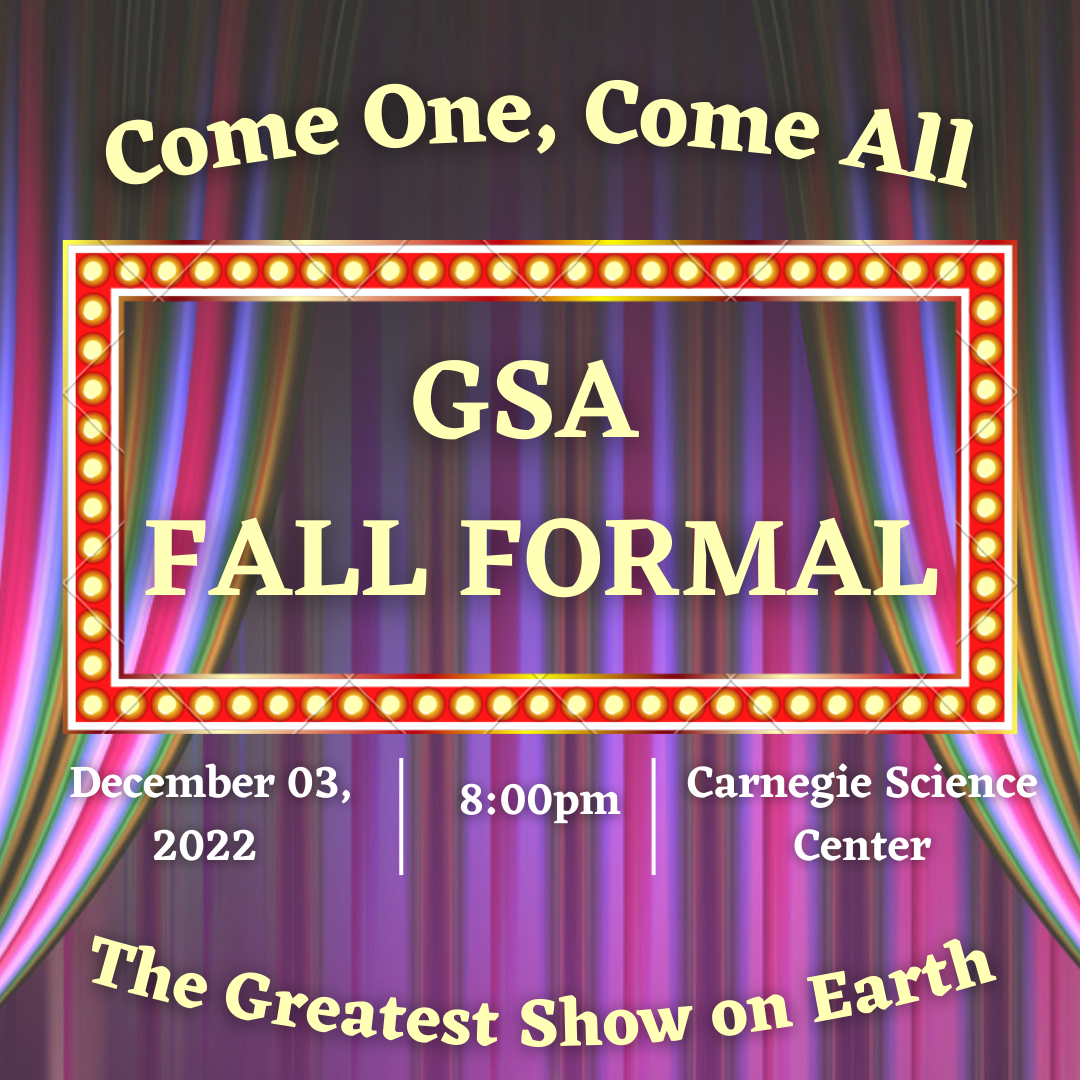 Come One, Come All
GSA
FALL FORMAL
December 03,
2022
8:00pm
Carnegie Science
Center
The Greatest Show on Earth